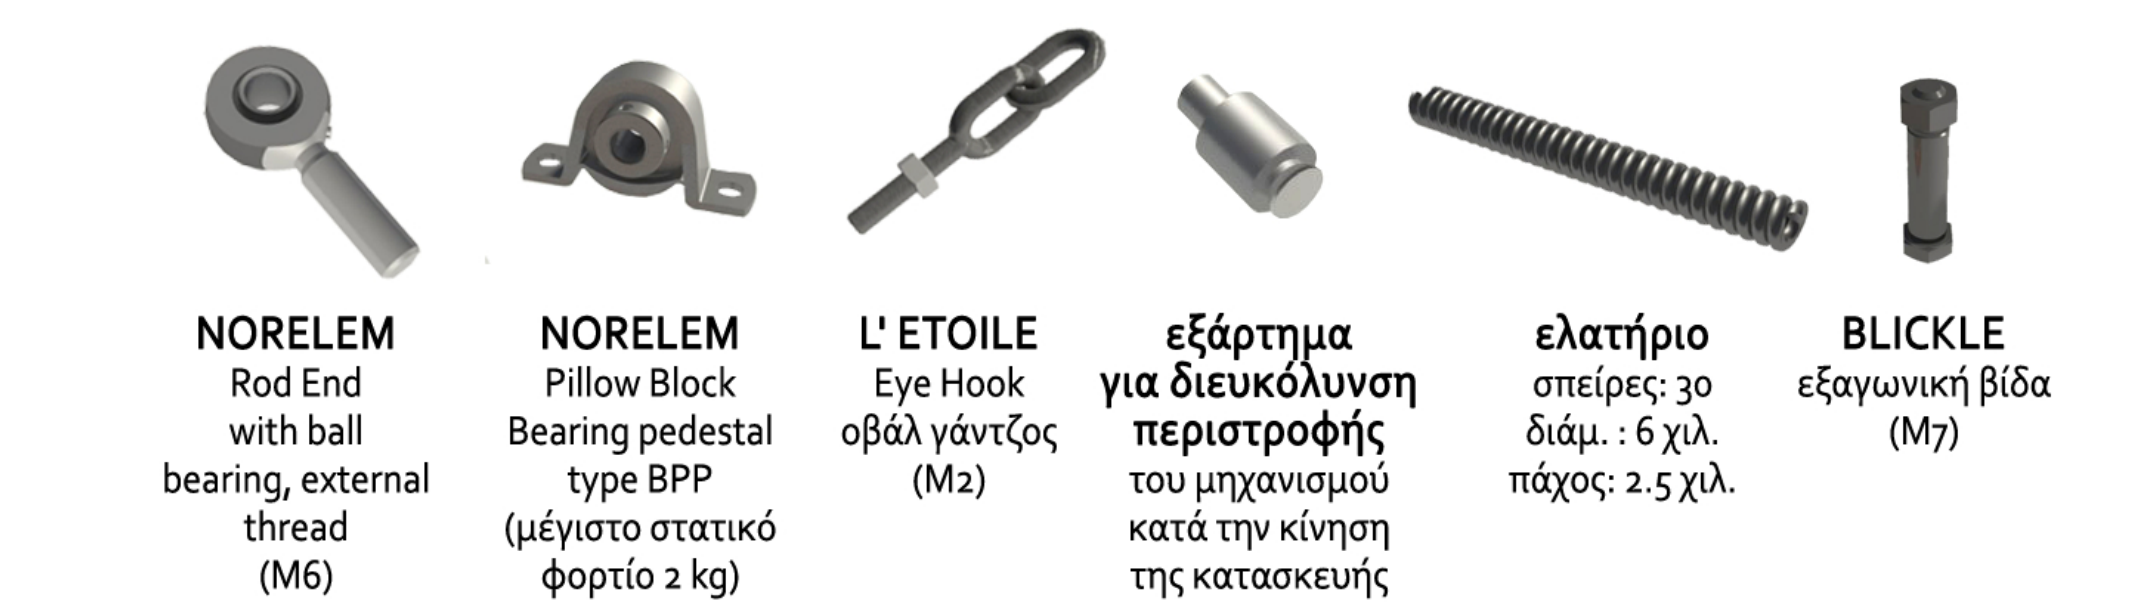 NORELEM
Rod End
with ball
bearing, external
thread
(M6)
NORELEM
Pillow Block
Bearing pedestal
type BPP
(μέγιστο στατικό
φορτίο 2 kg)
L' ETOILE
Eye Hook
οβάλ γάντζος
(M2)
εξάρτημα
για διευκόλυνση
περιστροφής
του μηχανισμού
κατά την κίνηση
της κατασκευής
ελατήριο
σπείρες: 30
διάμ. : 6 χιλ.
πάχος: 2.5 χιλ.
BLICKLE
εξαγωνική βίδα
(M7)